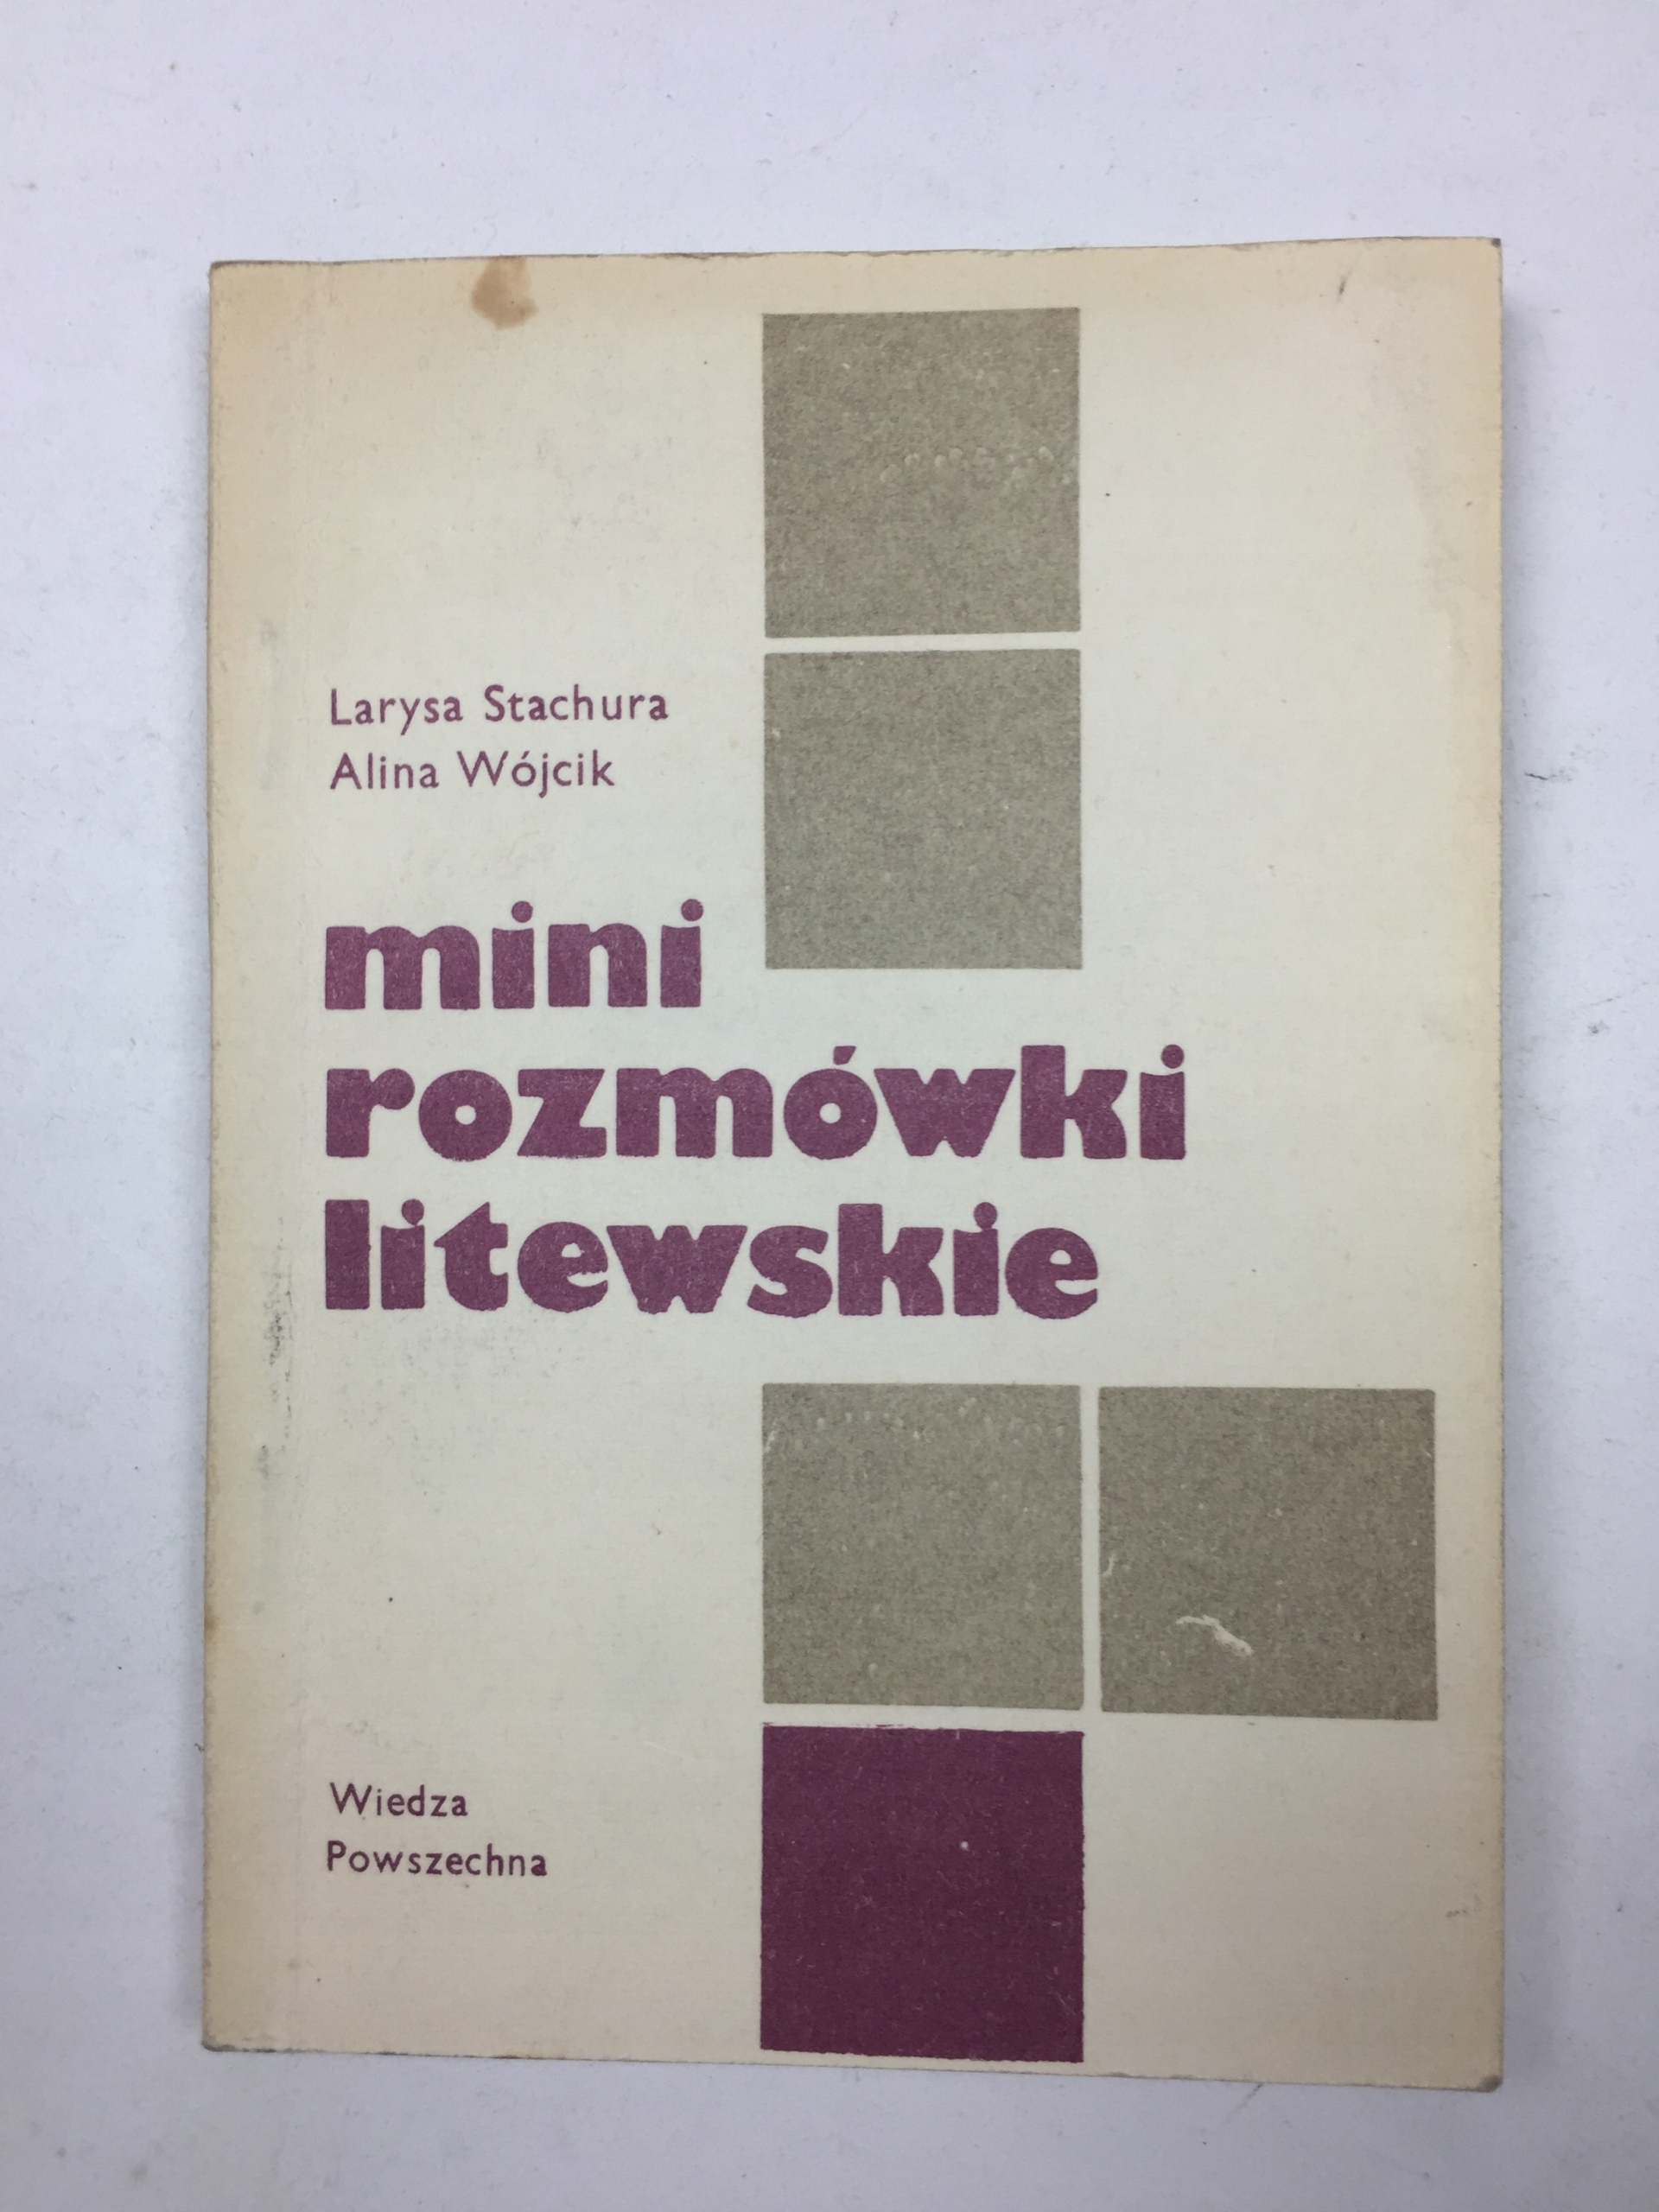 Larysa Stachura
Alina Wójcik
mini
rozmówki
litewskie
Wiedza
Powszechna